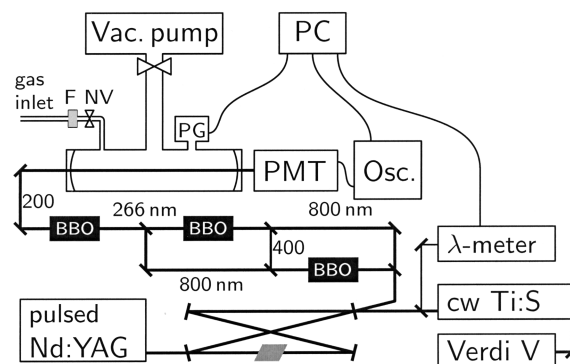 Vac. pump
PC
gas
inlet
F NV
PG
PMT
Osc.
200
266 nm
800 nm
BBO
BBO
400
λ-meter
800 nm
BBO
cw Ti:S
pulsed
Nd:YAG
Verdi V